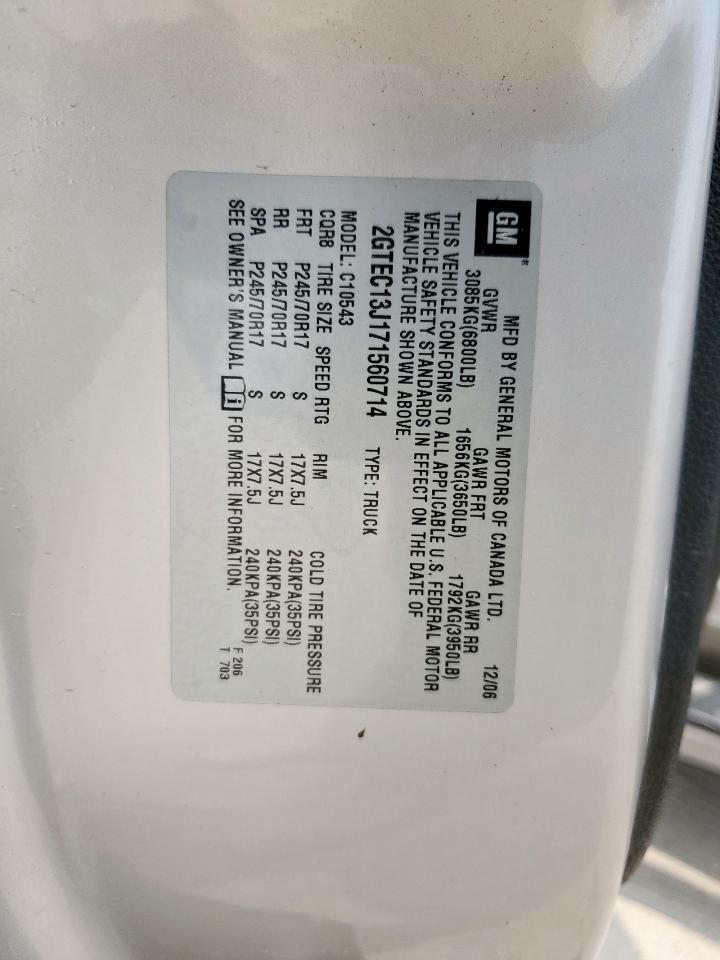 GM®
MFD BY GENERAL MOTORS OF CANADA LTD. 12/06
GVWR GAWR FRT GAWR RR
3085KG(6800LB) 1656KG(3650LB) 1792KG(3950LB)
THIS VEHICLE CONFORMS TO ALL APPLICABLE U.S. FEDERAL MOTOR
VEHICLE SAFETY STANDARDS IN EFFECT ON THE DATE OF
MANUFACTURE SHOWN ABOVE.
2GTEC13J171560714 TYPE: TRUCK
MODEL: C10543
CQR8 TIRE SIZE SPEED RTG RIM COLD TIRE PRESSURE
FRT P245/70R17 S 17X7.5J 240KPA(35PSI)
RR P245/70R17 S 17X7.5J 240KPA(35PSI)
SPA P245/70R17 S 17X7.5J 240KPA(35PSI)
SEE OWNER'S MANUAL i FOR MORE INFORMATION.
F 206
T 703